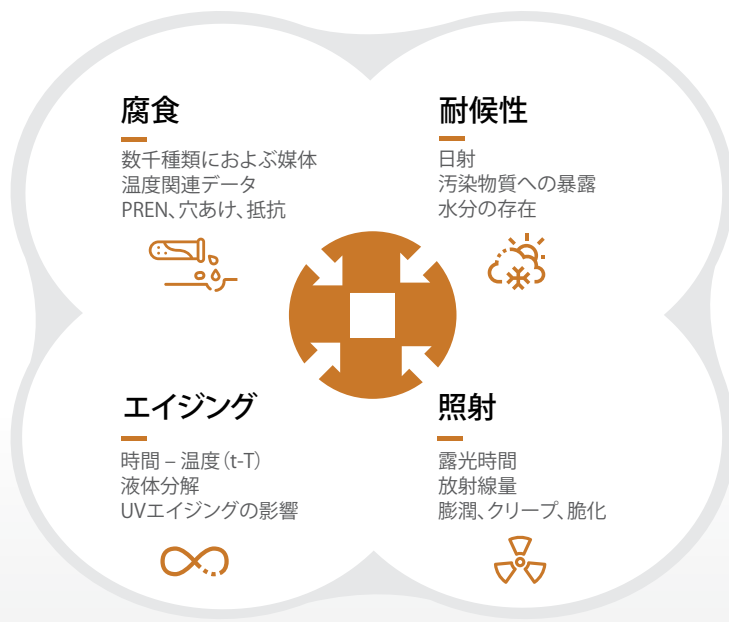 腐食
数千種類におよぶ媒体
温度関連データ
PREN、穴あけ、抵抗
耐候性
日射
汚染物質への暴露
水分の存在
エイジング
時間 – 温度 (t-T)
液体分解
UVエイジングの影響
照射
露光時間
放射線量
膨潤、クリープ、脆化